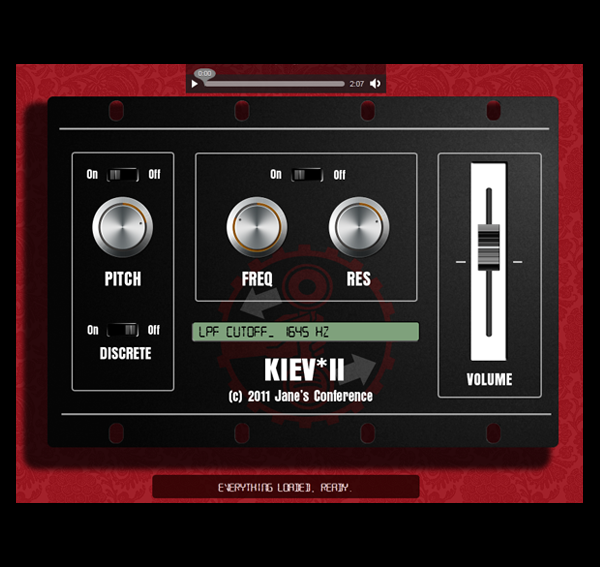 0:00
2:07
On Off
On Off
PITCH
FREQ RES
On Off
DISCRETE
LPF CUTOFF_ 1645 HZ
KIEV*II
(c) 2011 Jane's Conference
VOLUME
EVERYTHING LOADED, READY.